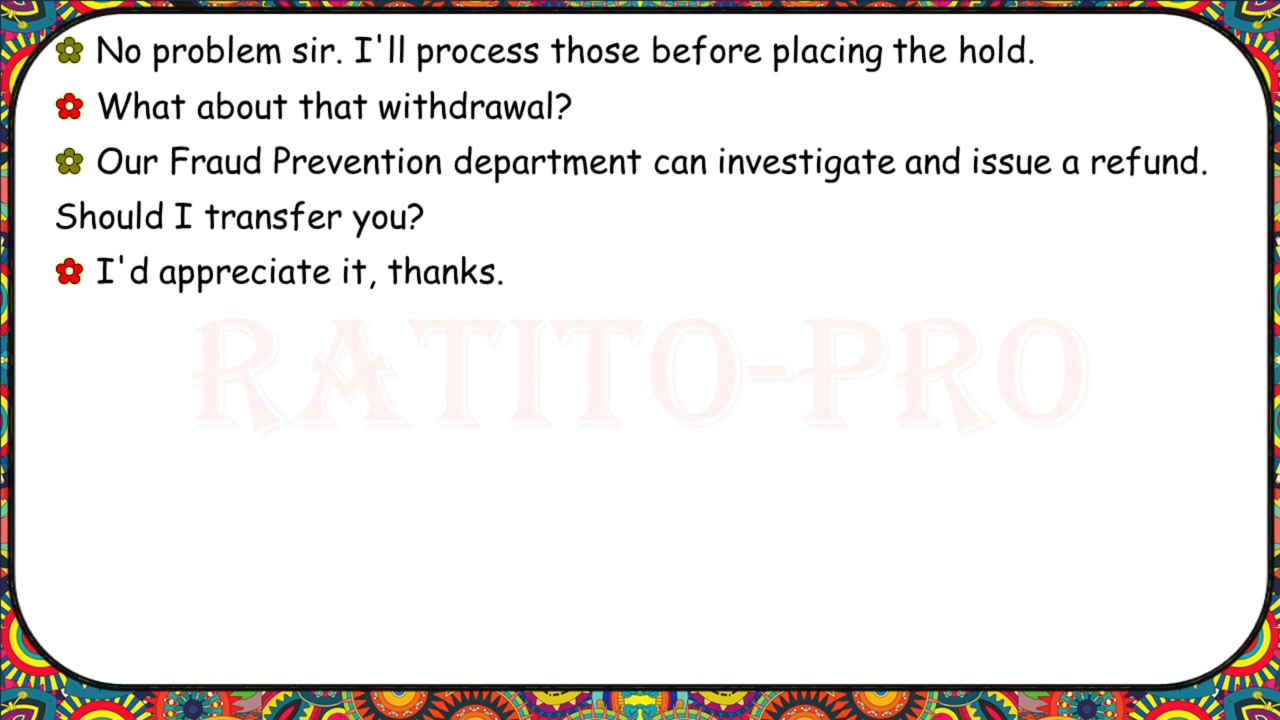 No problem sir. I'll process those before placing the hold.
What about that withdrawal?
Our Fraud Prevention department can investigate and issue a refund.
Should I transfer you?
I'd appreciate it, thanks.
RATITO-PRO